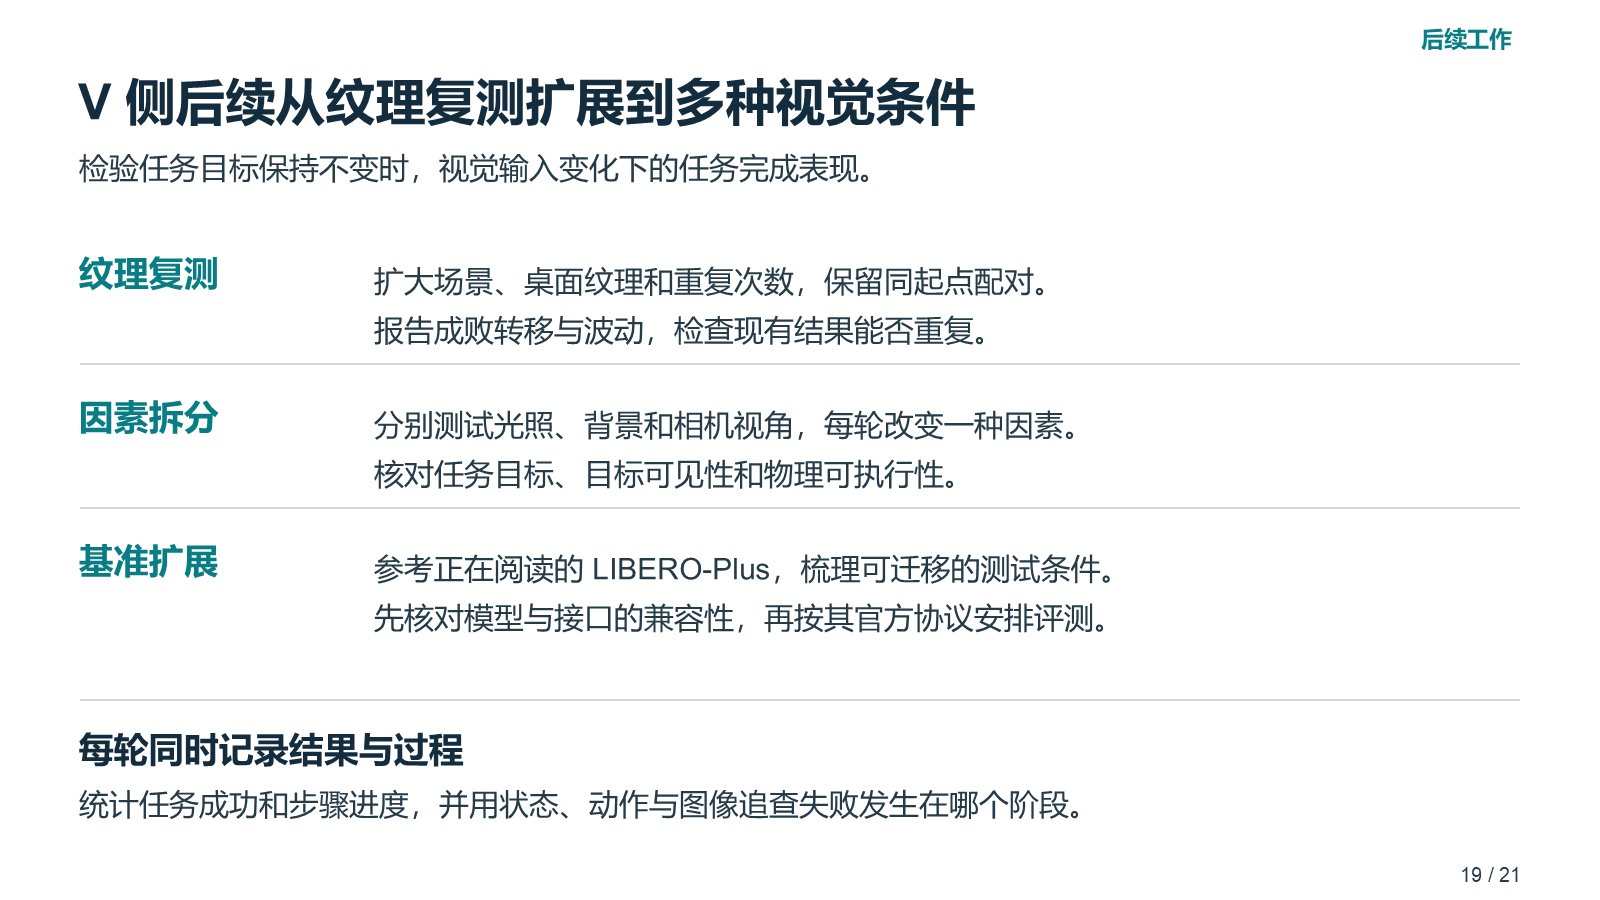 后续工作
V 侧后续从纹理复测扩展到多种视觉条件
检验任务目标保持不变时，视觉输入变化下的任务完成表现。
纹理复测
扩大场景、桌面纹理和重复次数，保留同起点配对。
报告成败转移与波动，检查现有结果能否重复。
因素拆分
分别测试光照、背景和相机视角，每轮改变一种因素。
核对任务目标、目标可见性和物理可执行性。
基准扩展
参考正在阅读的 LIBERO-Plus，梳理可迁移的测试条件。
先核对模型与接口的兼容性，再按其官方协议安排评测。
每轮同时记录结果与过程
统计任务成功和步骤进度，并用状态、动作与图像追查失败发生在哪个阶段。
19 / 21